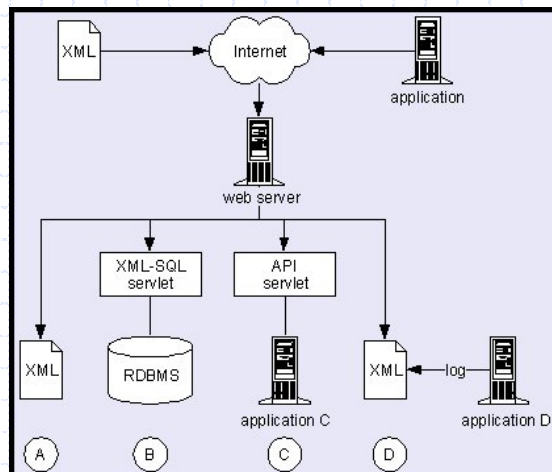 XML
Internet
application
web server
XML-SQL
servlet
API
servlet
XML
RDBMS
application C
XML
log
application D
A
B
C
D